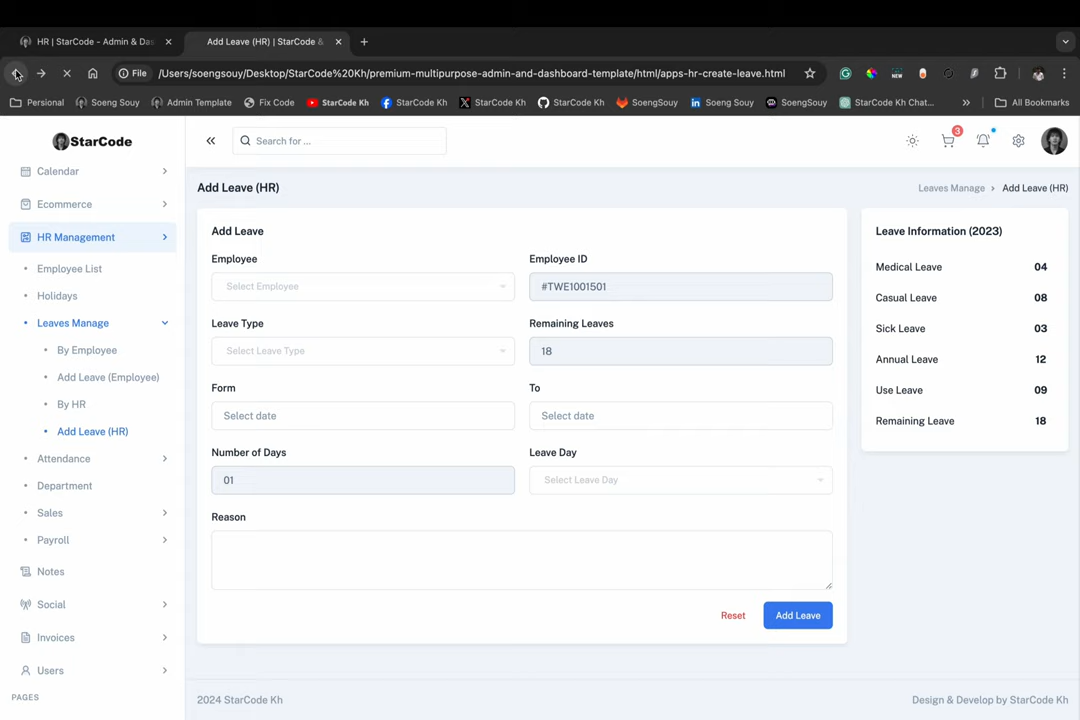 HR | StarCode - Admin & Das
Add Leave (HR) | StarCode &
File
/Users/soengsouy/Desktop/StarCode%20Kh/premium-multipurpose-admin-and-dashboard-template/html/apps-hr-create-leave.html
NEW
Persional
Soeng Souy
Admin Template
Fix Code
StarCode Kh
StarCode Kh
StarCode Kh
StarCode Kh
SoengSouy
Soeng Souy
SoengSouy
StarCode Kh Chat...
All Bookmarks
StarCode
Search for ...
3
Calendar
Ecommerce
HR Management
Employee List
Holidays
Leaves Manage
By Employee
Add Leave (Employee)
By HR
Add Leave (HR)
Attendance
Department
Sales
Payroll
Notes
Social
Invoices
Users
PAGES
Add Leave (HR)
Leaves Manage
Add Leave (HR)
Add Leave
Employee
Employee ID
Select Employee
#TWE1001501
Leave Type
Remaining Leaves
Select Leave Type
18
Form
To
Select date
Select date
Number of Days
Leave Day
01
Select Leave Day
Reason
Reset
Add Leave
Leave Information (2023)
Medical Leave 04
Casual Leave 08
Sick Leave 03
Annual Leave 12
Use Leave 09
Remaining Leave 18
2024 StarCode Kh
Design & Develop by StarCode Kh